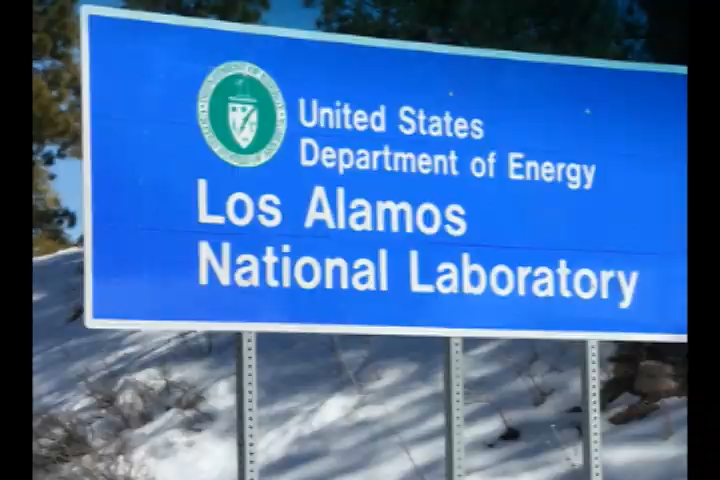 United States
Department of Energy
Los Alamos
National Laboratory